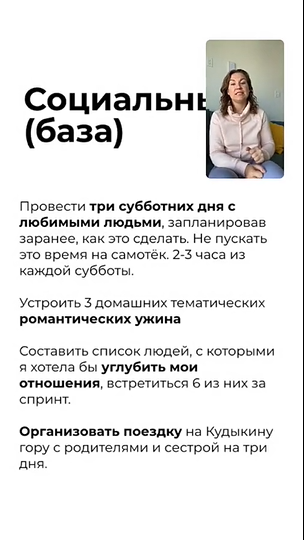 Социальны
(база)
Провести три субботних дня с
любимыми людьми, запланировав
заранее, как это сделать. Не пускать
это время на самотёк. 2-3 часа из
каждой субботы.
Устроить 3 домашних тематических
романтических ужина
Составить список людей, с которыми
я хотела бы углубить мои
отношения, встретиться 6 из них за
спринт.
Организовать поездку на Кудыкину
гору с родителями и сестрой на три
дня.